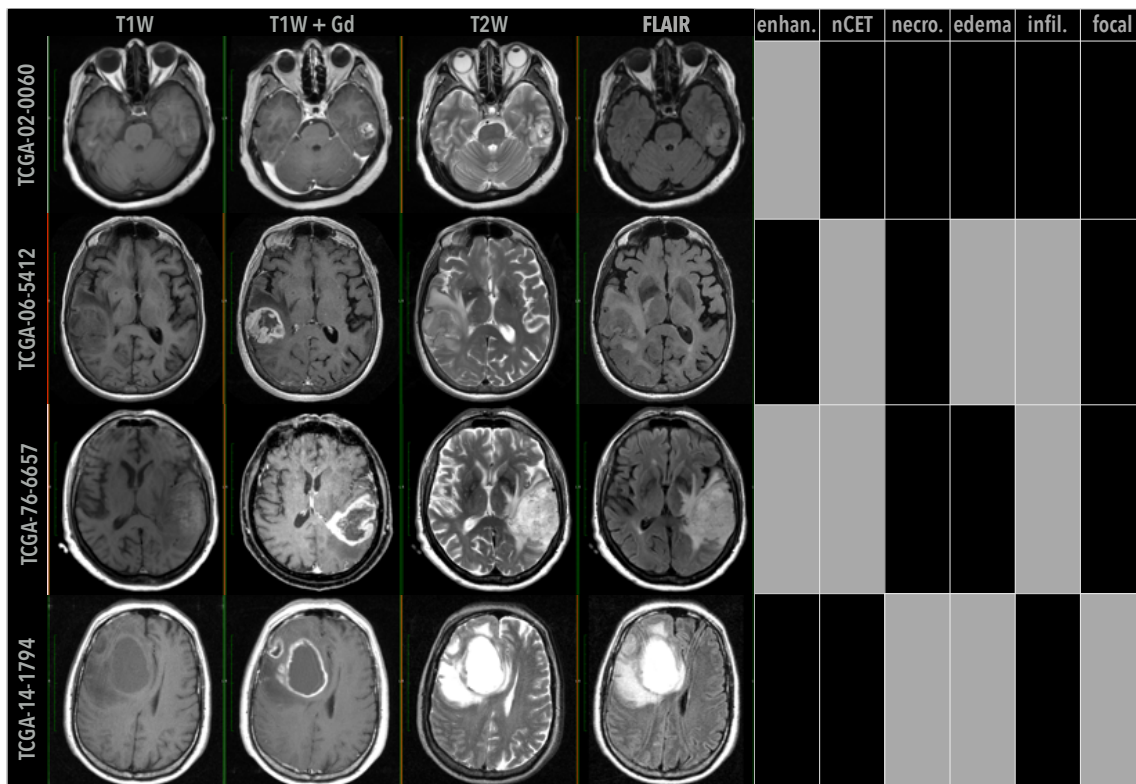 T1W T1W + Gd T2W FLAIR enhan. nCET necro. edema infil. focal
TCGA-02-0060
TCGA-06-5412
TCGA-76-6657
TCGA-14-1794